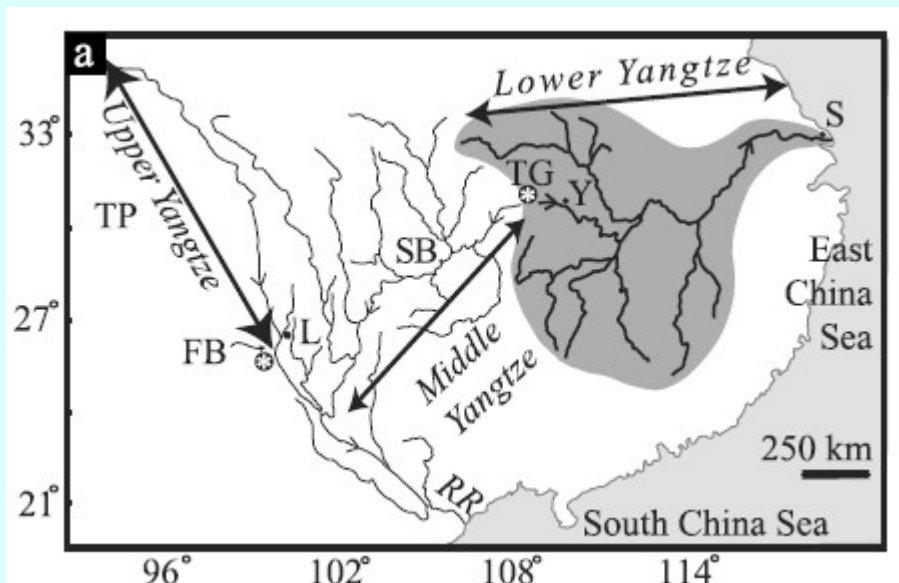 a
Lower Yangtze
33°
S
Upper Yangtze
TG
Y
TP
SB
East
China
Sea
27°
L
FB
Middle
Yangtze
250 km
21°
RR
South China Sea
96°
102°
108°
114°